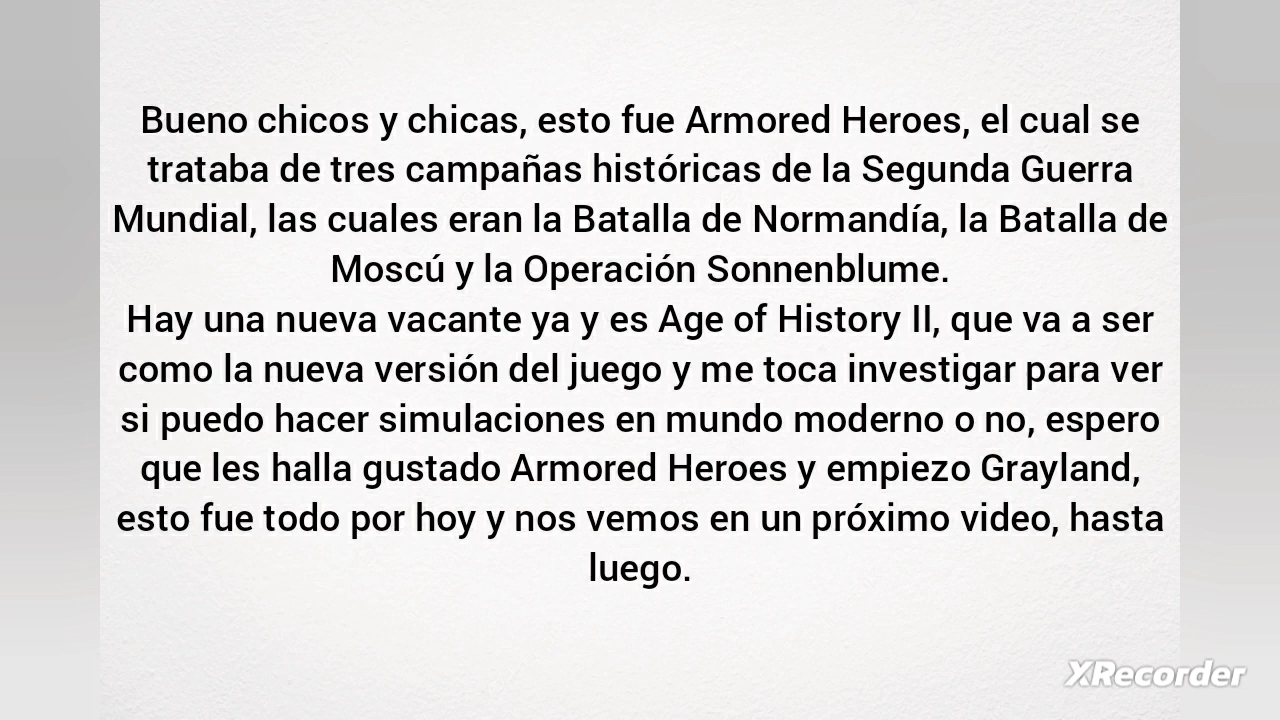 Bueno chicos y chicas, esto fue Armored Heroes, el cual se
trataba de tres campañas históricas de la Segunda Guerra
Mundial, las cuales eran la Batalla de Normandía, la Batalla de
Moscú y la Operación Sonnenblume.
Hay una nueva vacante ya y es Age of History II, que va a ser
como la nueva versión del juego y me toca investigar para ver
si puedo hacer simulaciones en mundo moderno o no, espero
que les halla gustado Armored Heroes y empiezo Grayland,
esto fue todo por hoy y nos vemos en un próximo video, hasta
luego.
XRecorder